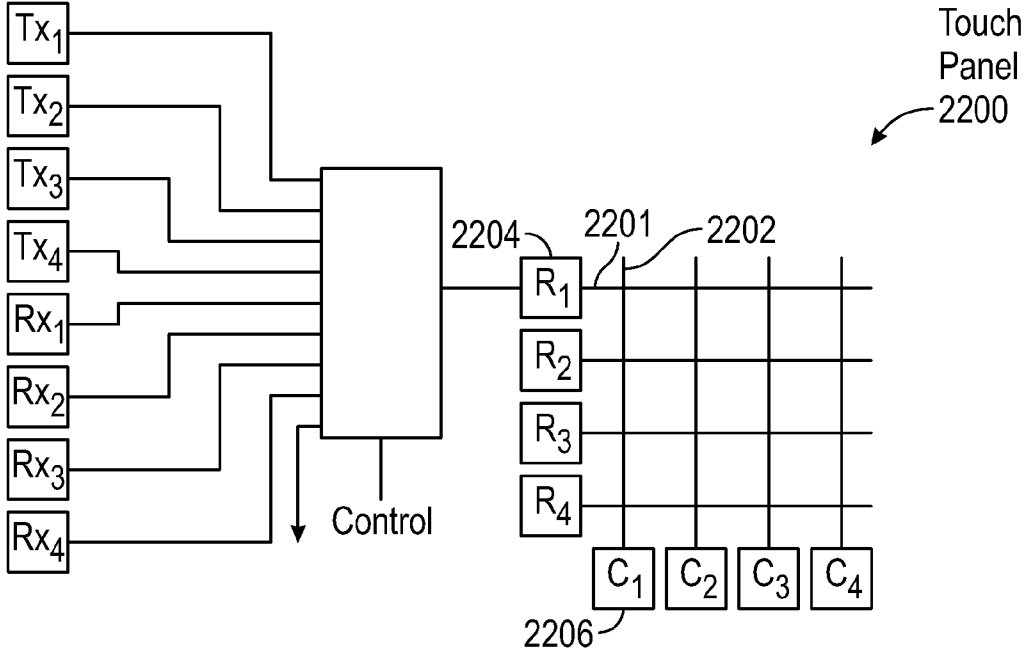 Tx1
Tx2
Tx3
Tx4
Rx1
Rx2
Rx3
Rx4
Control
Touch
Panel
2200
2204
2201
2202
R1
R2
R3
R4
C1 C2 C3 C4
2206